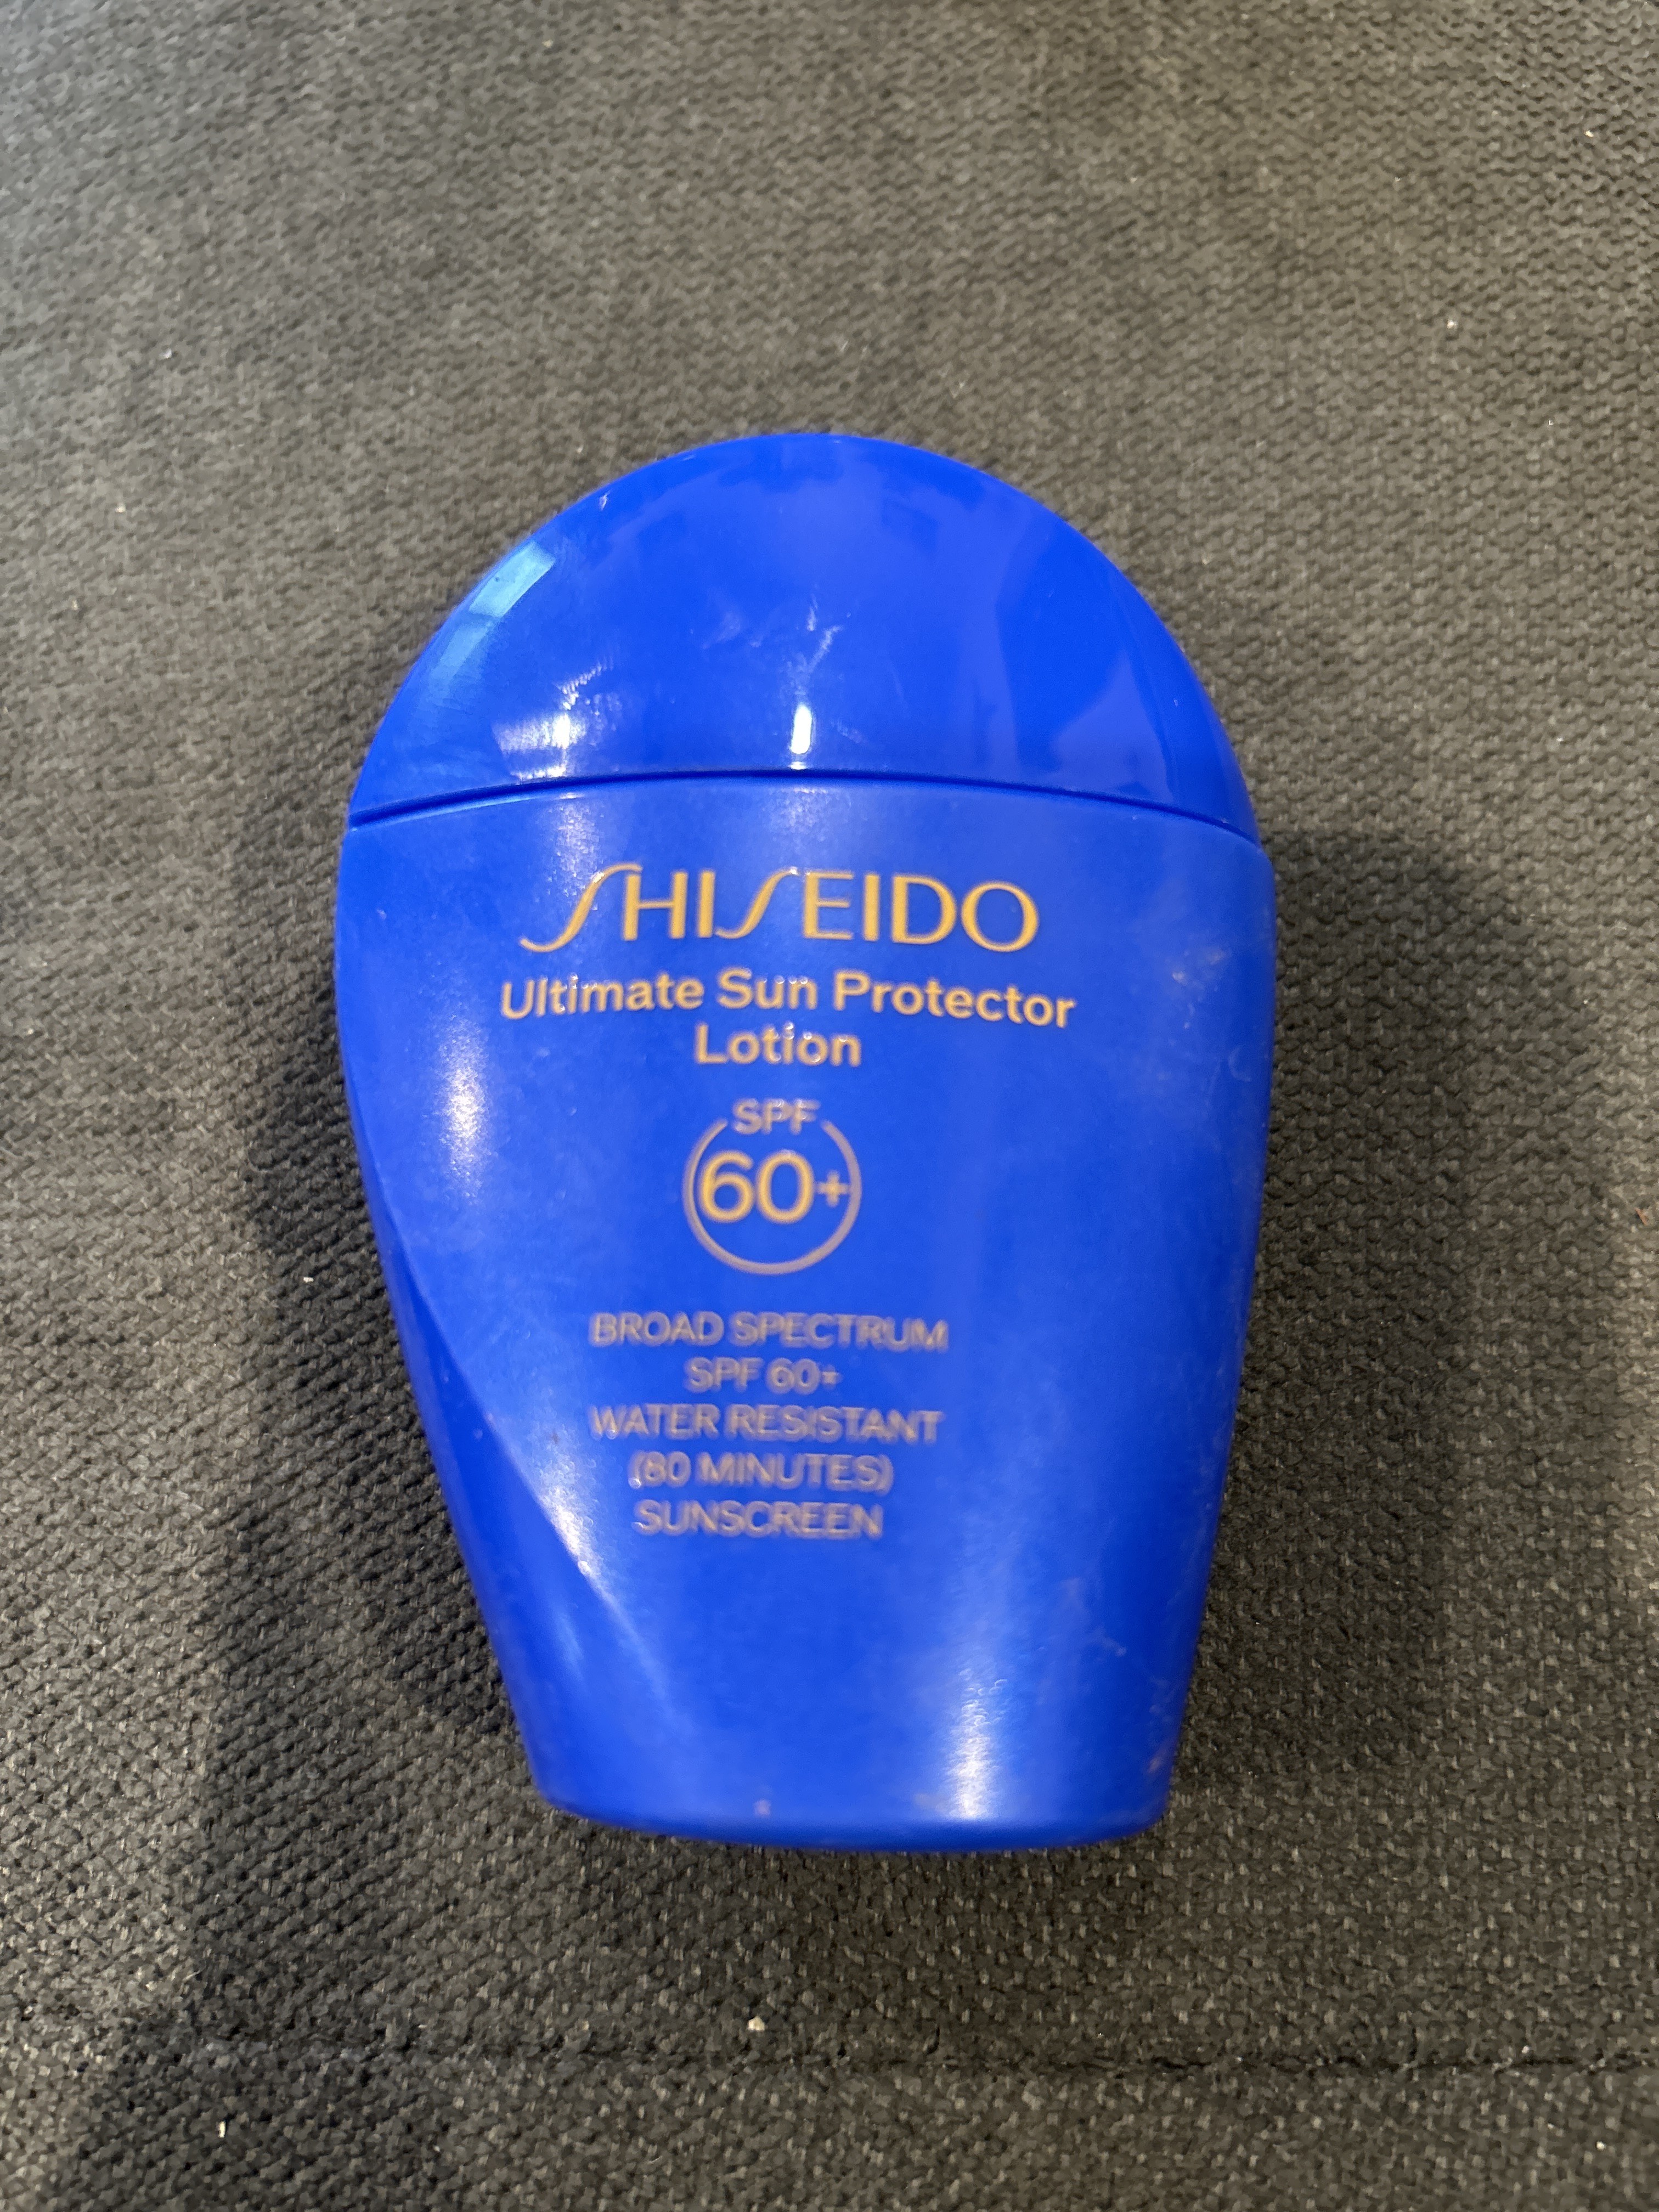 SHISEIDO
Ultimate Sun Protector
Lotion
SPF
60+
BROAD SPECTRUM
SPF 60+
WATER RESISTANT
(80 MINUTES)
SUNSCREEN